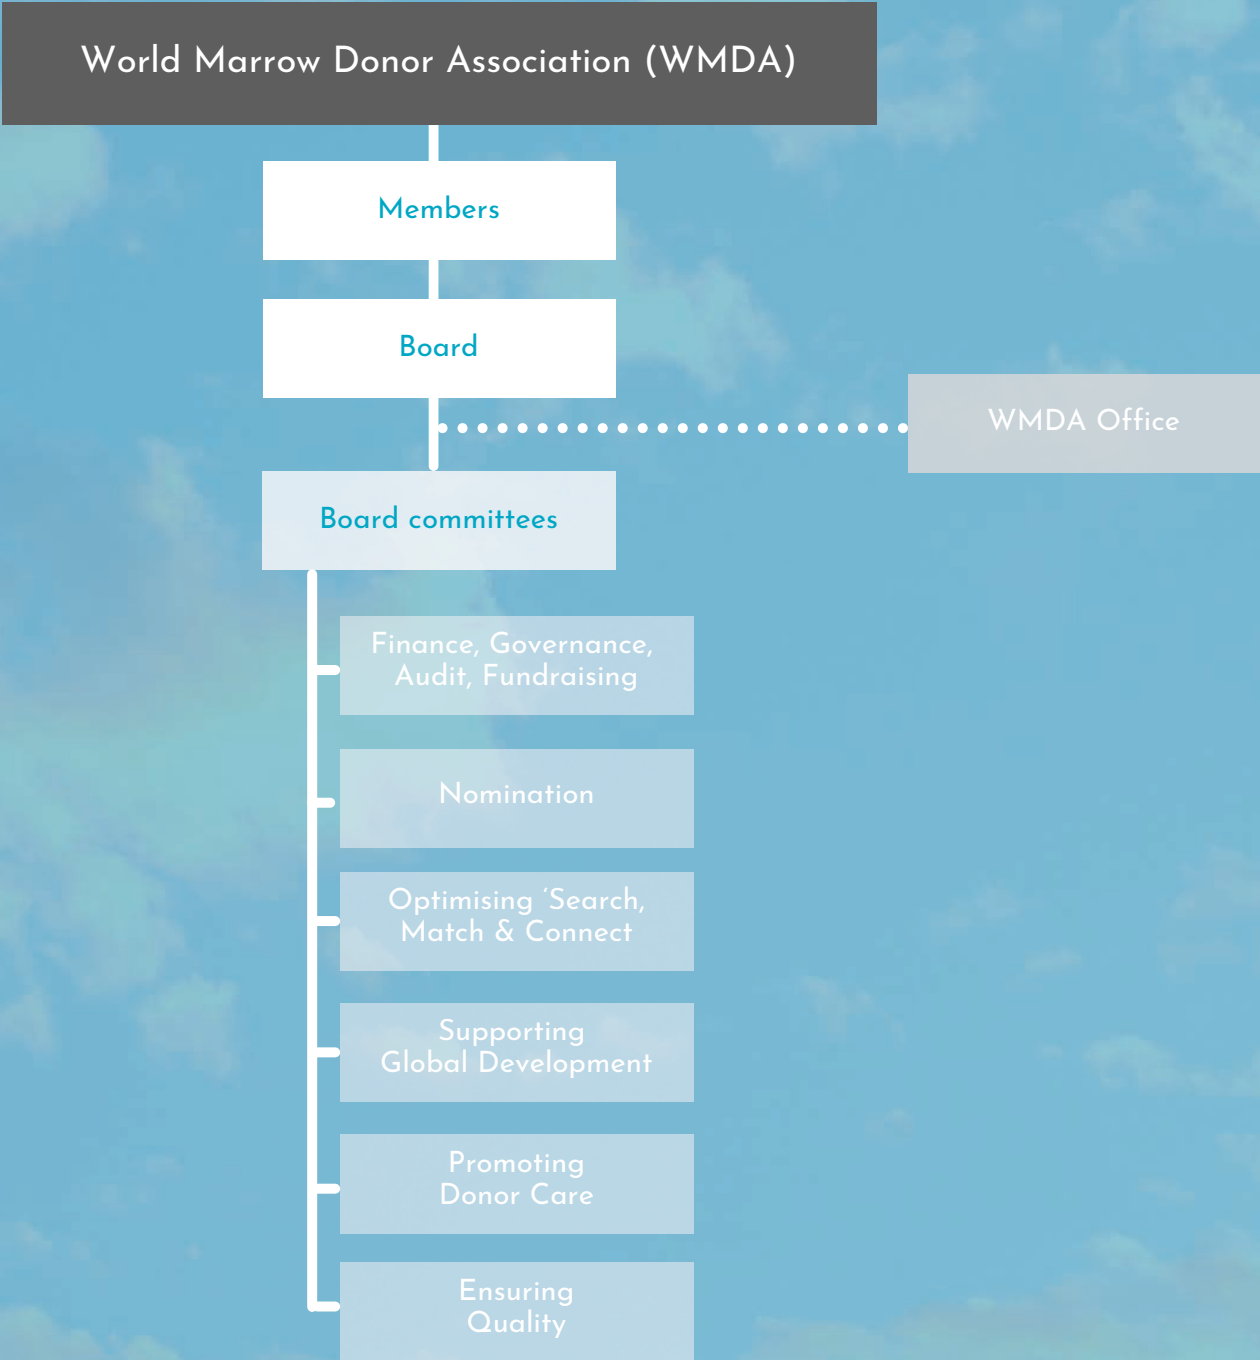 World Marrow Donor Association (WMDA)
Members
Board
WMDA Office
Board committees
Finance, Governance,
Audit, Fundraising
Nomination
Optimising ‘Search,
Match & Connect
Supporting
Global Development
Promoting
Donor Care
Ensuring
Quality